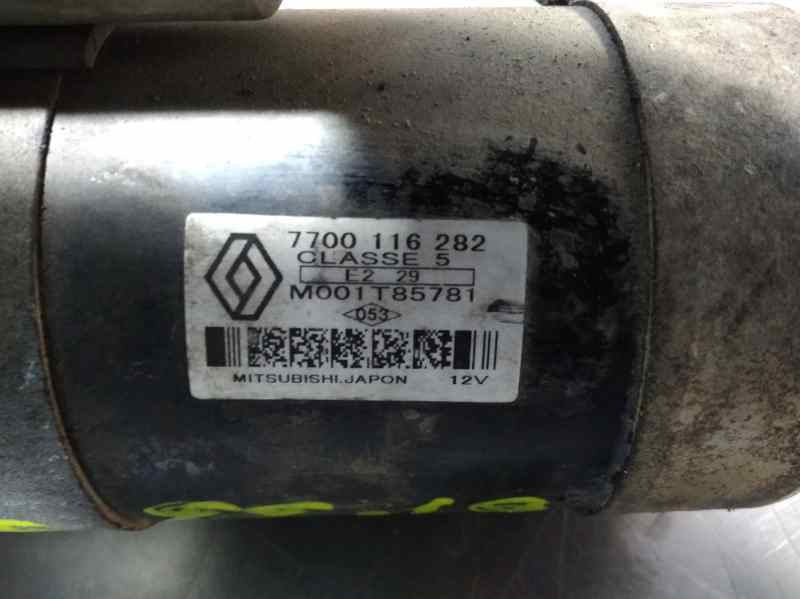 7700 116 282
CLASSE 5
E2 29
M001T85781
053
MITSUBISHI.JAPON 12V